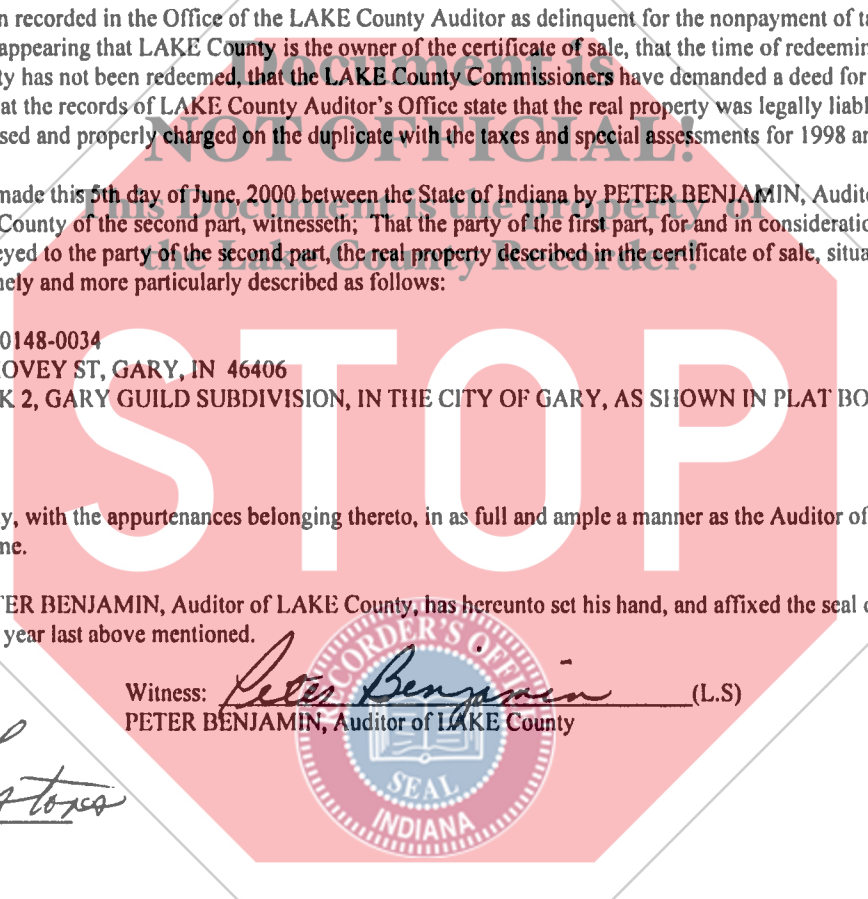 n recorded in the Office of the LAKE County Auditor as delinquent for the nonpayment of t
appearing that LAKE County is the owner of the certificate of sale, that the time of redeemin
ty has not been redeemed, that the LAKE County Commissioners have demanded a deed for
at the records of LAKE County Auditor's Office state that the real property was legally liabl
sed and properly charged on the duplicate with the taxes and special assessments for 1998 an
Document is
NOT OFFICIAL!
This Document is the property of
the Lake County Recorder!
made this 5th day of June, 2000 between the State of Indiana by PETER BENJAMIN, Audito
County of the second part, witnesseth; That the party of the first part, for and in consideratio
eyed to the party of the second part, the real property described in the certificate of sale, situa
nely and more particularly described as follows:
0148-0034
OVEY ST, GARY, IN 46406
K 2, GARY GUILD SUBDIVISION, IN THE CITY OF GARY, AS SHOWN IN PLAT BO
STOP
y, with the appurtenances belonging thereto, in as full and ample a manner as the Auditor of
ne.
TER BENJAMIN, Auditor of LAKE County, has hereunto set his hand, and affixed the seal
year last above mentioned.
Witness: Peter Benjamin (L.S)
PETER BENJAMIN, Auditor of LAKE County
RECORDER'S OFFICE
SEAL
INDIANA